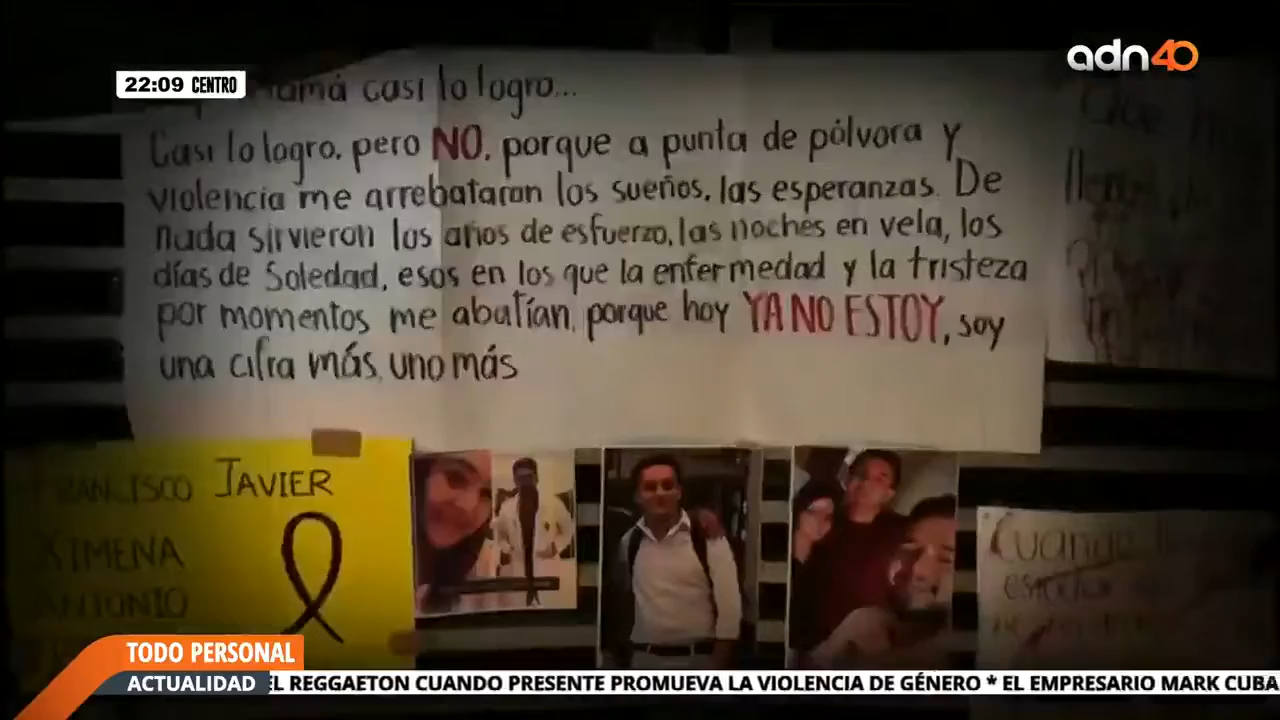 adn40
22:09 CENTRO
mamá casi lo logro...
Casi lo logro, pero NO, porque a punta de pólvora y
violencia me arrebataron los sueños, las esperanzas. De
nada sirvieron los años de esfuerzo, las noches en vela, los
días de Soledad, esos en los que la enfermedad y la tristeza
por momentos me abatían, porque hoy YA NO ESTOY, soy
una cifra más, uno más
FRANCISCO JAVIER
XIMENA
ANTONIO
Cuando
TODO PERSONAL
ACTUALIDAD
EL REGGAETON CUANDO PRESENTE PROMUEVA LA VIOLENCIA DE GÉNERO * EL EMPRESARIO MARK CUBA